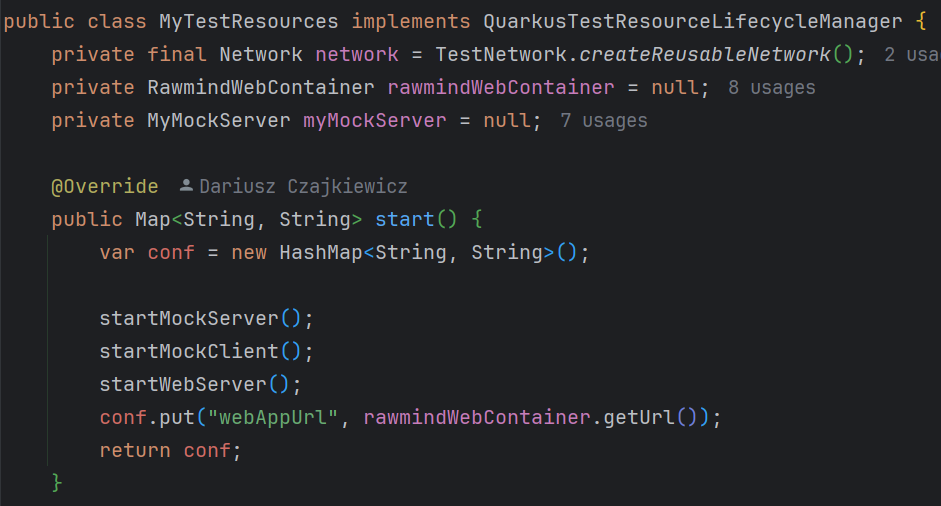 public class MyTestResources implements QuarkusTestResourceLifecycleManager {
private final Network network = TestNetwork.createReusableNetwork(); 2 usa
private RawmindWebContainer rawmindWebContainer = null; 8 usages
private MyMockServer myMockServer = null; 7 usages
@Override Dariusz Czajkiewicz
public Map<String, String> start() {
var conf = new HashMap<String, String>();
startMockServer();
startMockClient();
startWebServer();
conf.put("webAppUrl", rawmindWebContainer.getUrl());
return conf;
}